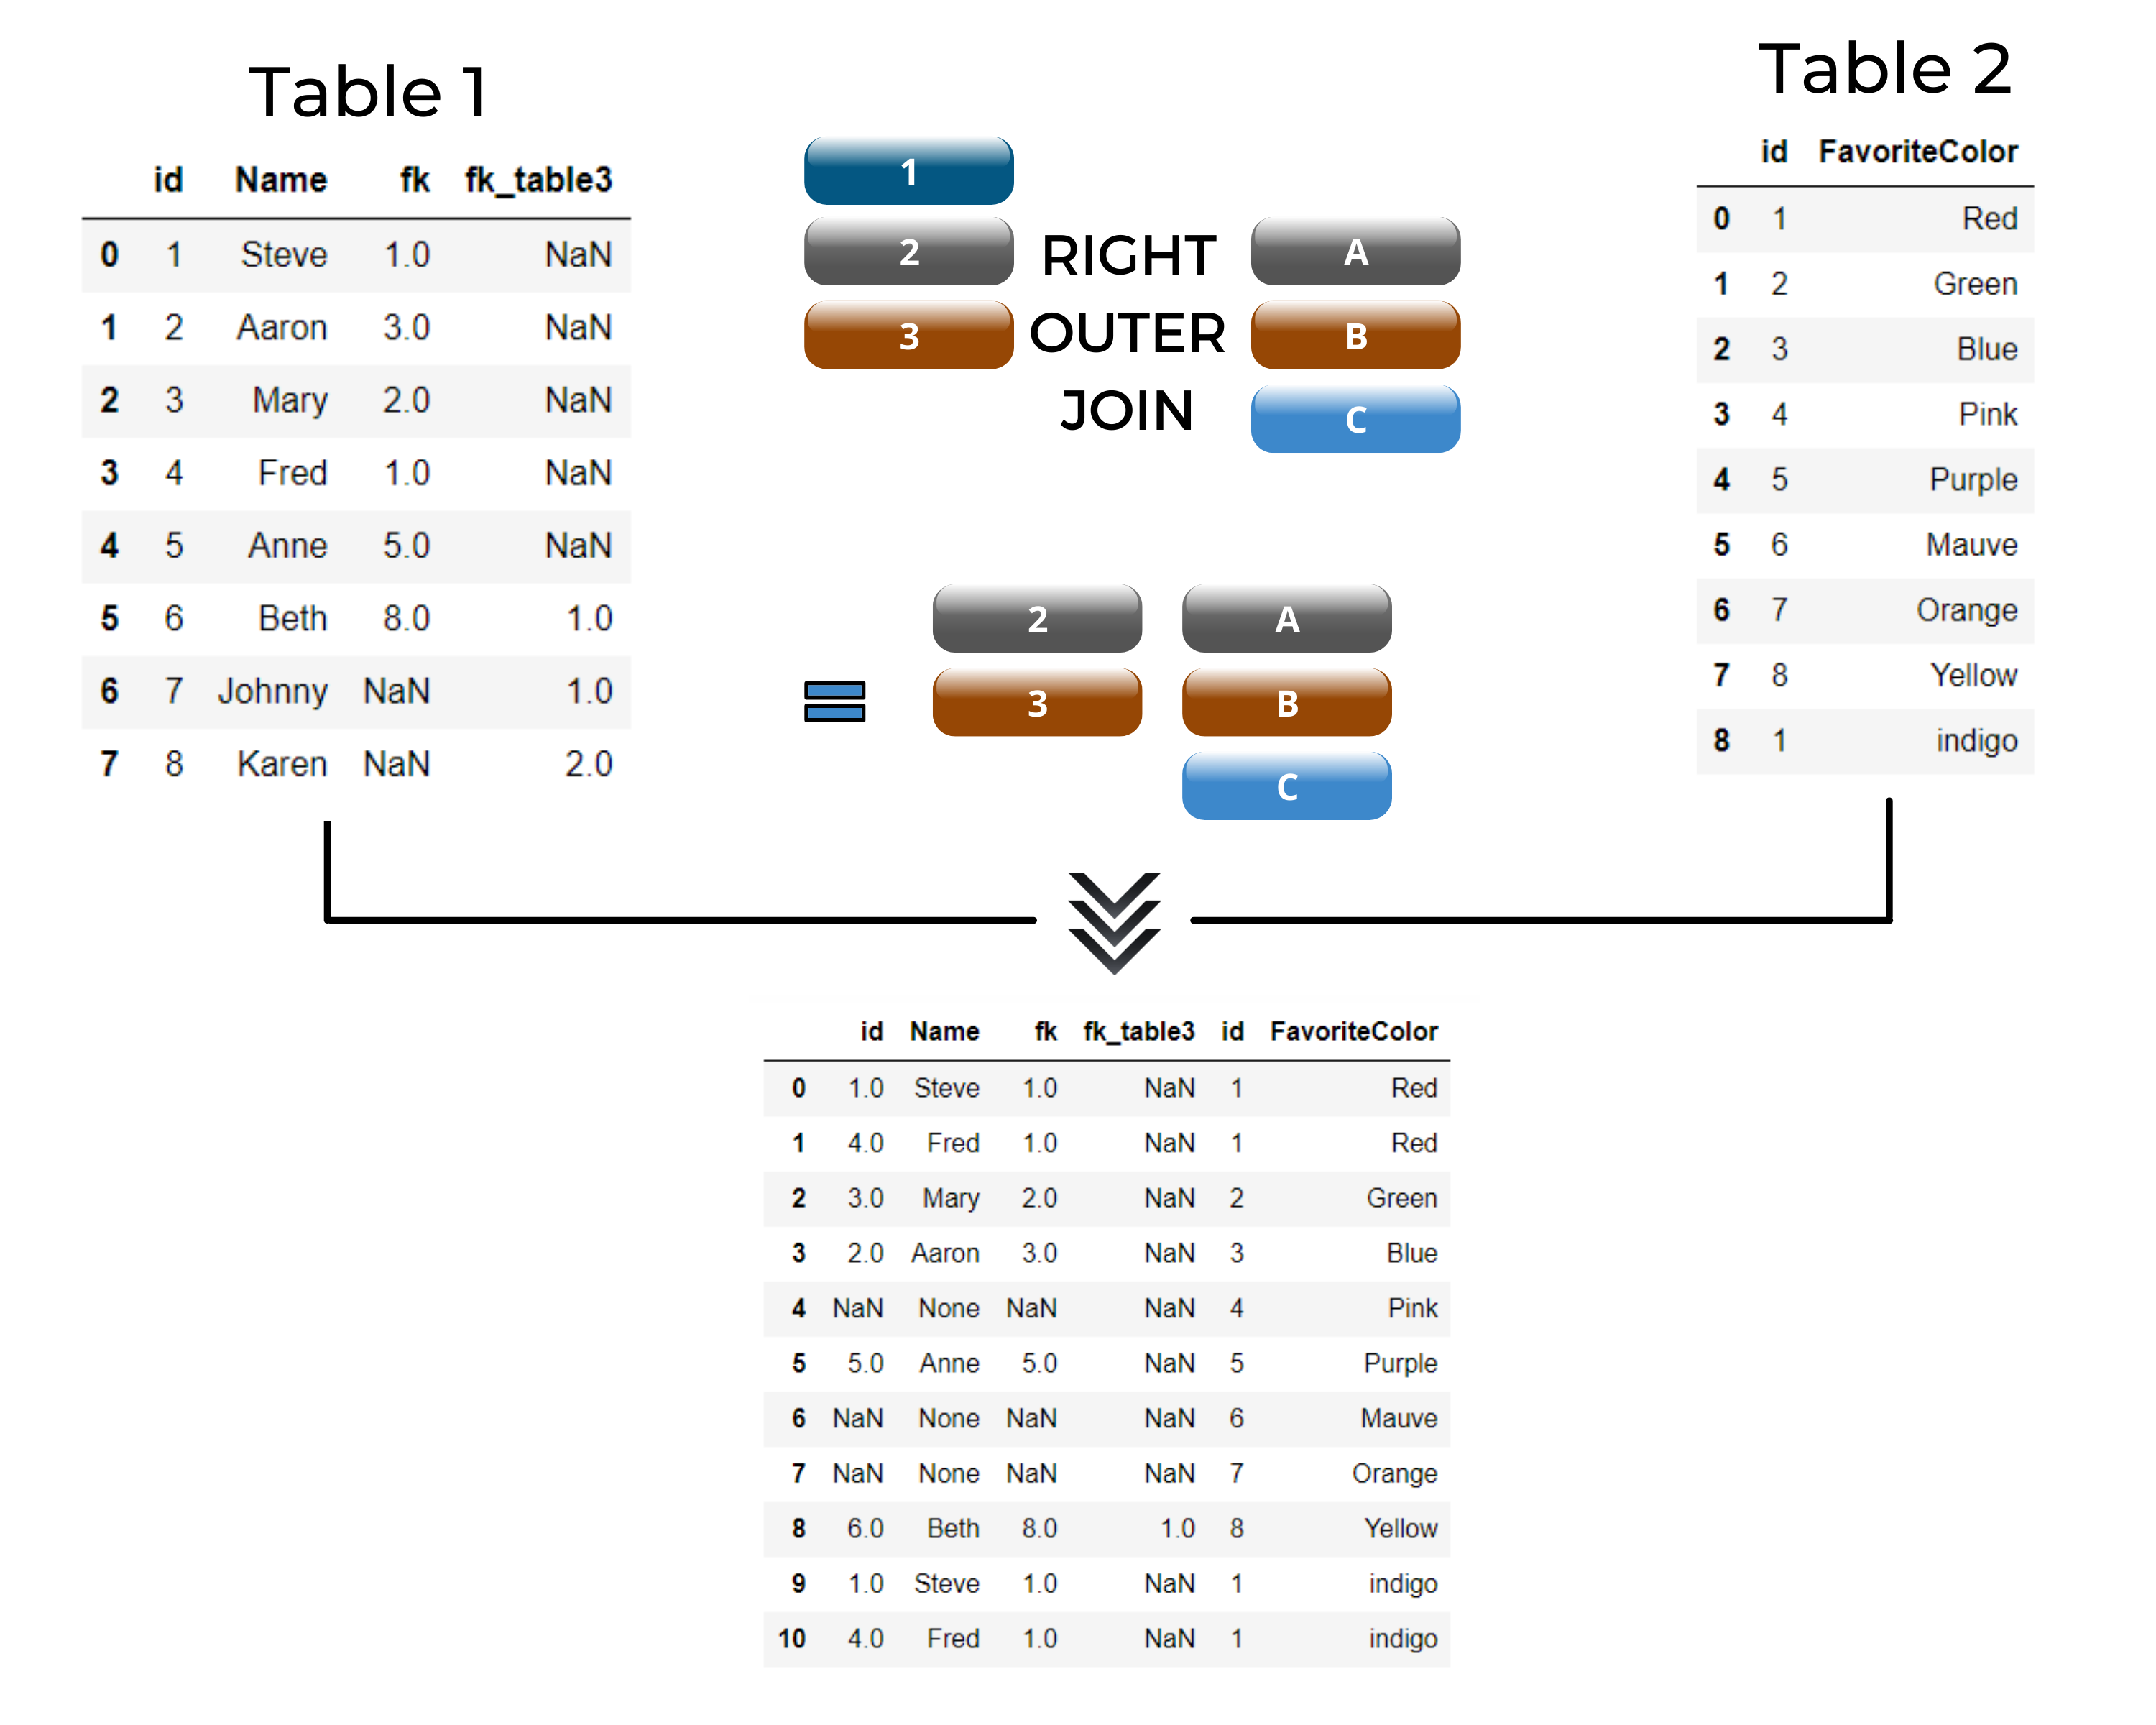 Table 1
id Name fk fk_table3
0 1 Steve 1.0 NaN
1 2 Aaron 3.0 NaN
2 3 Mary 2.0 NaN
3 4 Fred 1.0 NaN
4 5 Anne 5.0 NaN
5 6 Beth 8.0 1.0
6 7 Johnny NaN 1.0
7 8 Karen NaN 2.0
1
2
3
RIGHT
OUTER
JOIN
A
B
C
2 A
3 B
C
Table 2
id FavoriteColor
0 1 Red
1 2 Green
2 3 Blue
3 4 Pink
4 5 Purple
5 6 Mauve
6 7 Orange
7 8 Yellow
8 1 indigo
id Name fk fk_table3 id FavoriteColor
0 1.0 Steve 1.0 NaN 1 Red
1 4.0 Fred 1.0 NaN 1 Red
2 3.0 Mary 2.0 NaN 2 Green
3 2.0 Aaron 3.0 NaN 3 Blue
4 NaN None NaN NaN 4 Pink
5 5.0 Anne 5.0 NaN 5 Purple
6 NaN None NaN NaN 6 Mauve
7 NaN None NaN NaN 7 Orange
8 6.0 Beth 8.0 1.0 8 Yellow
9 1.0 Steve 1.0 NaN 1 indigo
10 4.0 Fred 1.0 NaN 1 indigo